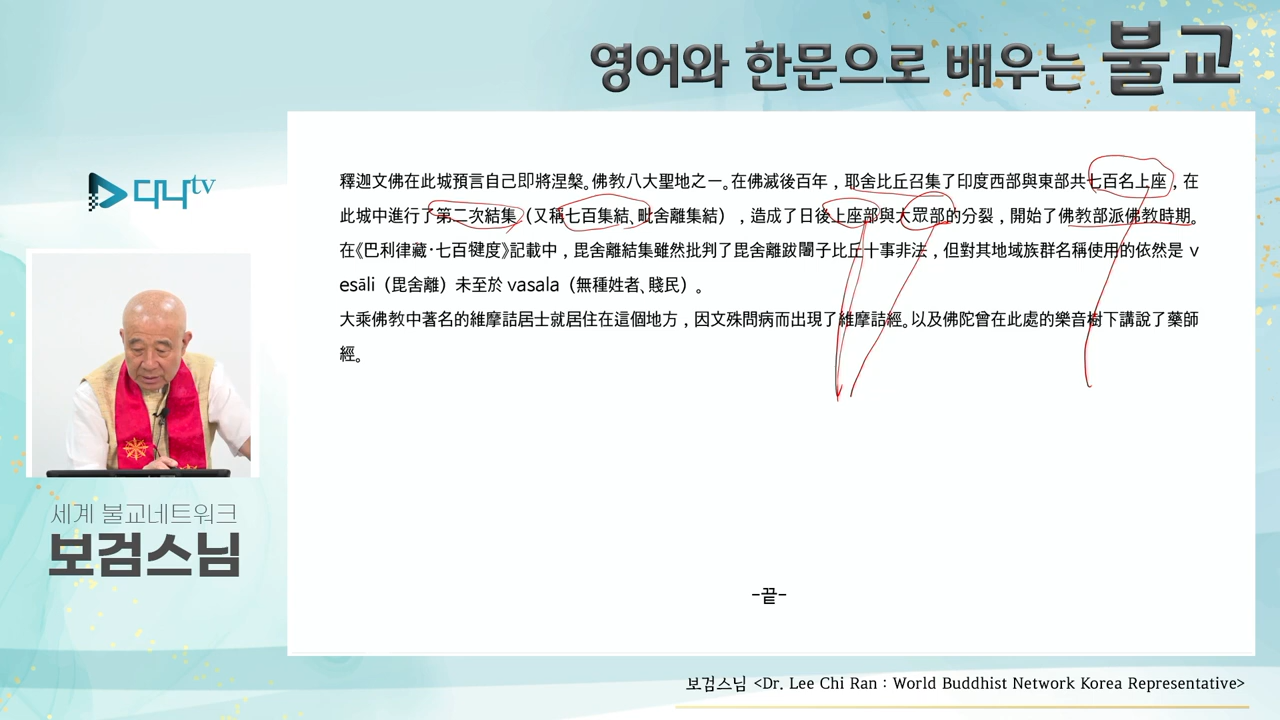 영어와 한문으로 배우는 불교
디나tv
釋迦文佛在此城預言自己即將涅槃。佛教八大聖地之一。在佛滅後百年，耶舍比丘召集了印度西部與東部共七百名上座，在
此城中進行了第二次結集（又稱七百集結、毗舍離集結），造成了日後上座部與大眾部的分裂，開始了佛教部派佛教時期。
在《巴利律藏·七百犍度》記載中，毘舍離結集雖然批判了毘舍離跋闍子比丘十事非法，但對其地域族群名稱使用的依然是 v
esāli（毘舍離）未至於 vasala（無種姓者、賤民）。
大乘佛教中著名的維摩詰居士就居住在這個地方，因文殊問病而出現了維摩詰經。以及佛陀曾在此處的樂音樹下講說了藥師
經。
세계 불교네트워크
보검스님
-끝-
보검스님 <Dr. Lee Chi Ran : World Buddhist Network Korea Representative>